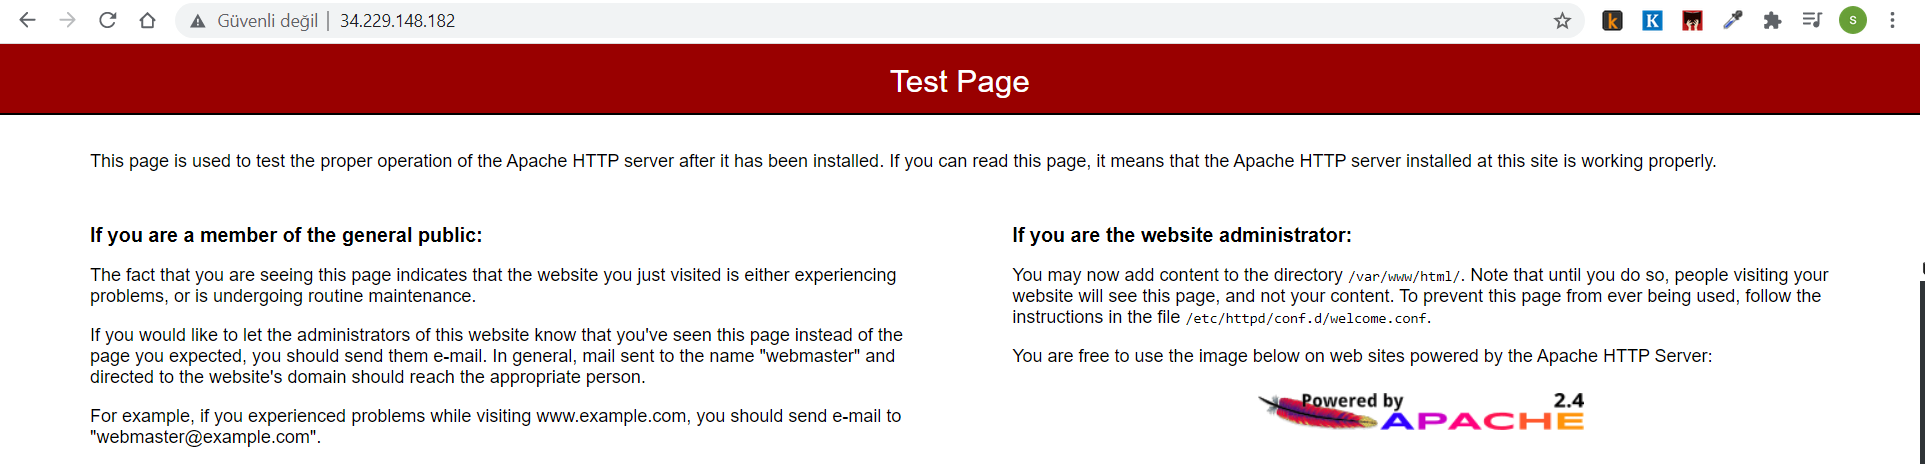 Güvenli değil | 34.229.148.182
s
Test Page
This page is used to test the proper operation of the Apache HTTP server after it has been installed. If you can read this page, it means that the Apache HTTP server installed at this site is working properly.
If you are a member of the general public:
The fact that you are seeing this page indicates that the website you just visited is either experiencing
problems, or is undergoing routine maintenance.
If you would like to let the administrators of this website know that you've seen this page instead of the
page you expected, you should send them e-mail. In general, mail sent to the name "webmaster" and
directed to the website's domain should reach the appropriate person.
For example, if you experienced problems while visiting www.example.com, you should send e-mail to
"webmaster@example.com".
If you are the website administrator:
You may now add content to the directory /var/www/html/. Note that until you do so, people visiting your
website will see this page, and not your content. To prevent this page from ever being used, follow the
instructions in the file /etc/httpd/conf.d/welcome.conf.
You are free to use the image below on web sites powered by the Apache HTTP Server:
Powered by 2.4
APACHE